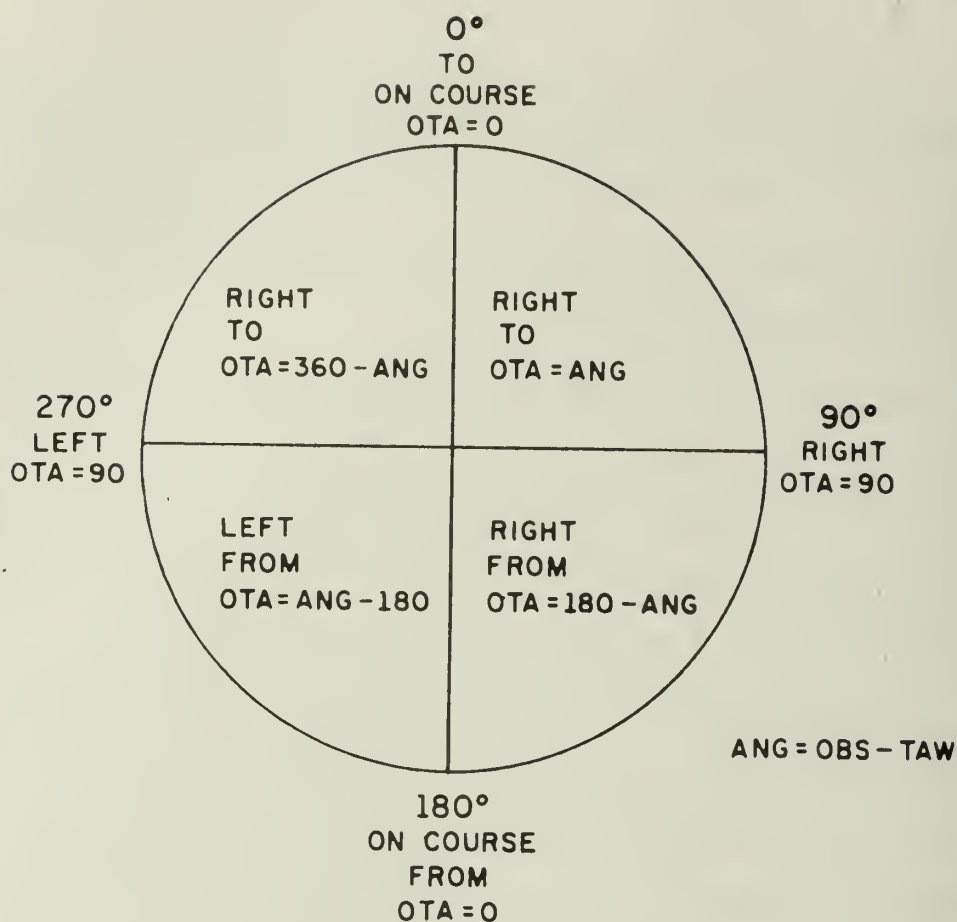 0°
TO
ON COURSE
OTA=0
RIGHT
TO
OTA=360-ANG
RIGHT
TO
OTA=ANG
270°
LEFT
OTA=90
90°
RIGHT
OTA=90
LEFT
FROM
OTA=ANG-180
RIGHT
FROM
OTA=180-ANG
ANG=OBS-TAW
180°
ON COURSE
FROM
OTA=0